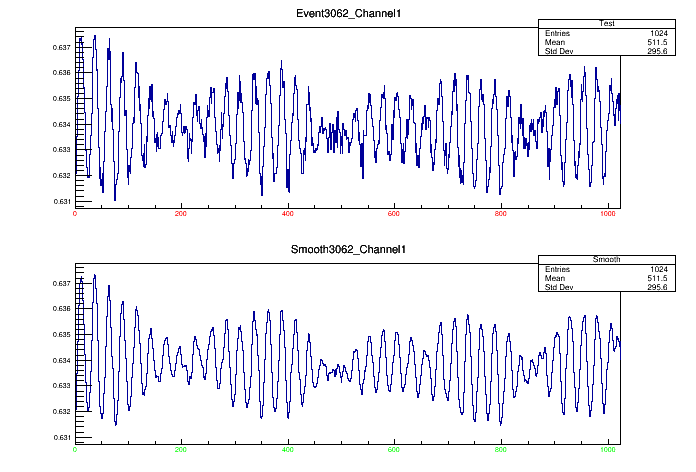 Event3062_Channel1
Test
Entries 1024
Mean 511.5
Std Dev 295.6
0.637
0.636
0.635
0.634
0.633
0.632
0.631
0 200 400 600 800 1000
Smooth3062_Channel1
Smooth
Entries 1024
Mean 511.5
Std Dev 295.6
0.637
0.636
0.635
0.634
0.633
0.632
0.631
0 200 400 600 800 1000